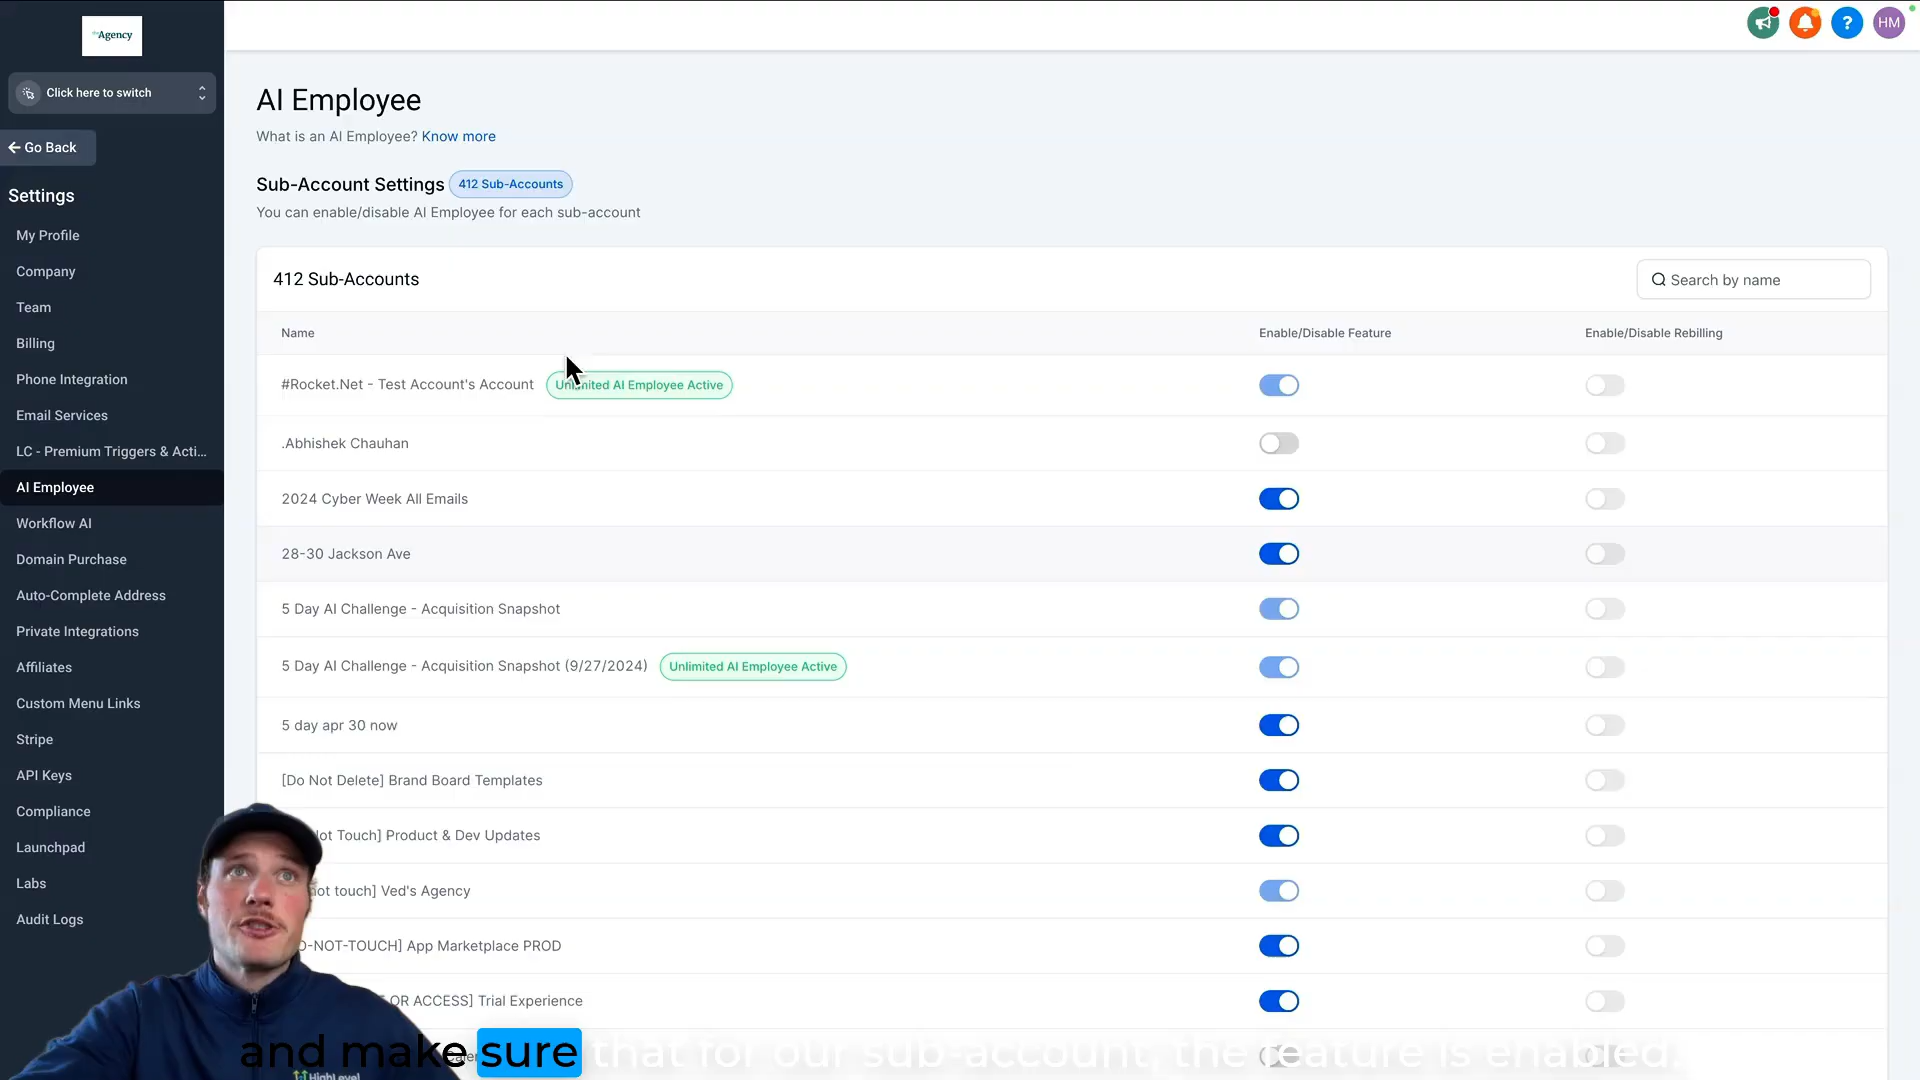 theAgency
Click here to switch
Go Back
Settings
My Profile
Company
Team
Billing
Phone Integration
Email Services
LC - Premium Triggers & Acti...
AI Employee
Workflow AI
Domain Purchase
Auto-Complete Address
Private Integrations
Affiliates
Custom Menu Links
Stripe
API Keys
Compliance
Launchpad
Labs
Audit Logs
?
HM
AI Employee
What is an AI Employee? Know more
Sub-Account Settings 412 Sub-Accounts
You can enable/disable AI Employee for each sub-account
412 Sub-Accounts
Search by name
Name Enable/Disable Feature Enable/Disable Rebilling
#Rocket.Net - Test Account's Account Unlimited AI Employee Active
.Abhishek Chauhan
2024 Cyber Week All Emails
28-30 Jackson Ave
5 Day AI Challenge - Acquisition Snapshot
5 Day AI Challenge - Acquisition Snapshot (9/27/2024) Unlimited AI Employee Active
5 day apr 30 now
[Do Not Delete] Brand Board Templates
ot Touch] Product & Dev Updates
ot touch] Ved's Agency
O-NOT-TOUCH] App Marketplace PROD
OR ACCESS] Trial Experience
and make sure that for our sub-account, the feature is enabled.
HighLevel